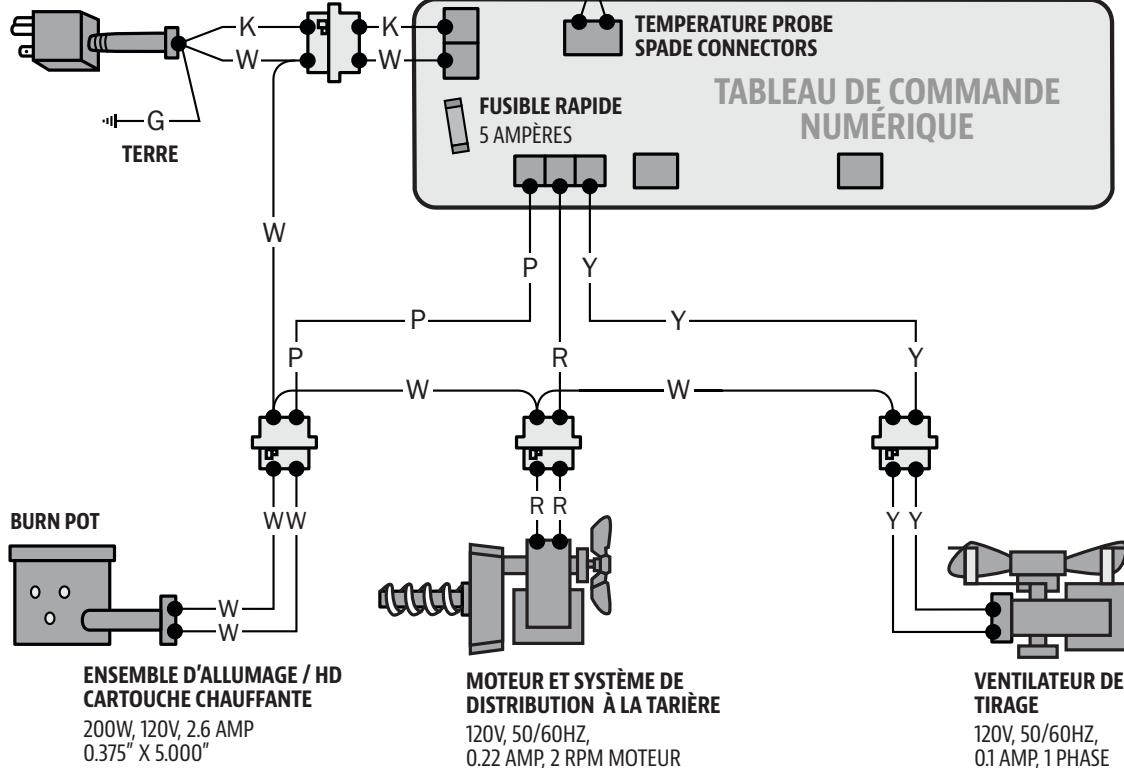 K
K
TEMPERATURE PROBE
SPADE CONNECTORS
W
W
TABLEAU DE COMMANDE
NUMÉRIQUE
FUSIBLE RAPIDE
5 AMPÈRES
G
TERRE
W
P
Y
P
Y
P
R
Y
W
W
R R
BURN POT
W W
Y Y
W
W
ENSEMBLE D'ALLUMAGE / HD
CARTOUCHE CHAUFFANTE
200W, 120V, 2.6 AMP
0.375" X 5.000"
MOTEUR ET SYSTÈME DE
DISTRIBUTION À LA TARIÈRE
120V, 50/60HZ,
0.22 AMP, 2 RPM MOTEUR
VENTILATEUR DE
TIRAGE
120V, 50/60HZ,
0.1 AMP, 1 PHASE